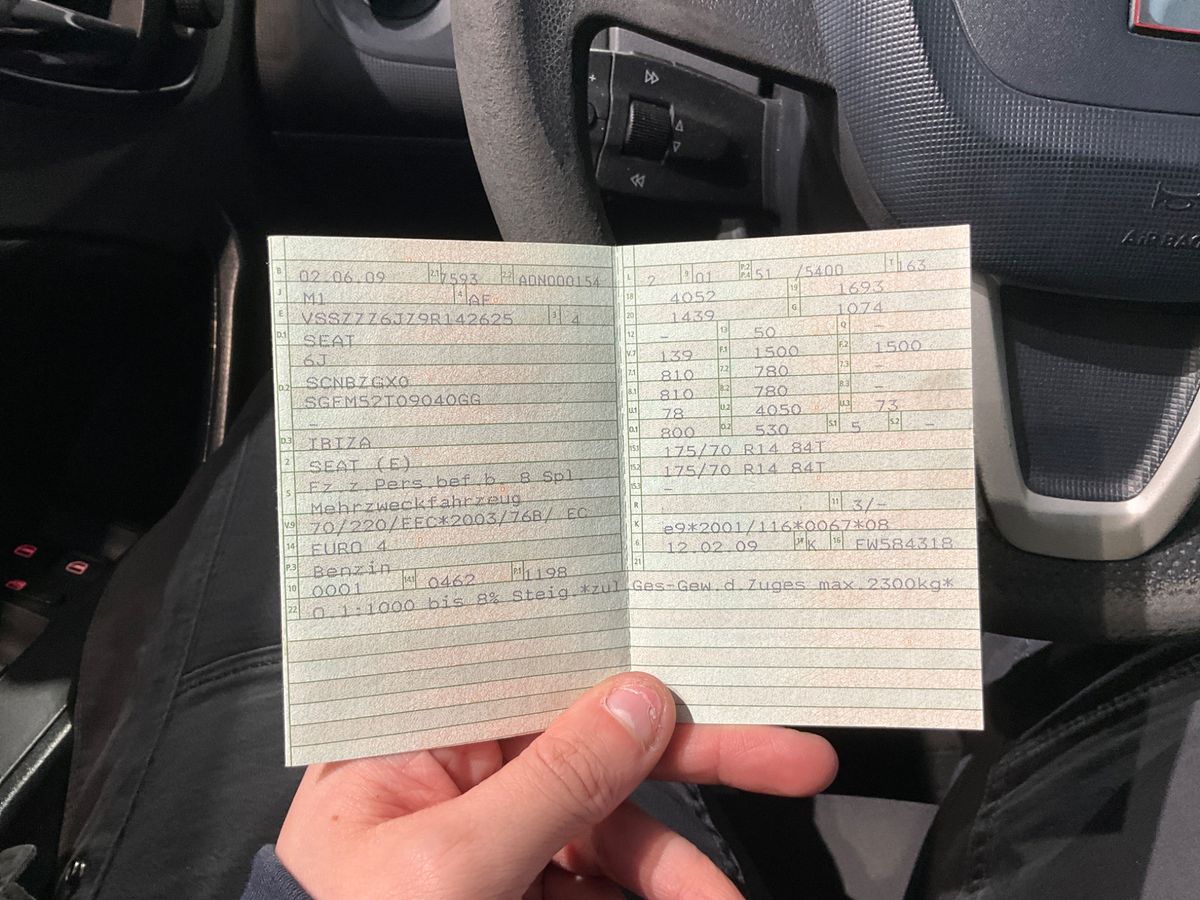 AIRBA
B 02.06.09 2.1 7593 2.2 ADN000154
J M1 4 AF
E VSSZZZ6JZ9R142625 3 4
D.1 SEAT
6J
D.2 SCNBZGX0
SGFM52T09040GG
-
D.3 IBIZA
2 SEAT (E)
5 Fz.z.Pers.bef.b. 8 Spl.
Mehrzweckfahrzeug
V.9 70/220/EEC*2003/76B/ EC
14 EURO 4
P.3 Benzin
10 0001 14.1 0462 P.1 1198
L 2 9 01 P.2 P.4 51 /5400 T 163
18 4052 19 1693
20 1439 G 1074
12 - 13 50 Q -
V.7 139 F.1 1500 F.2 1500
7.1 810 7.2 780 7.3 -
8.1 810 8.2 780 8.3 -
U.1 78 U.2 4050 U.3 73
O.1 800 O.2 530 S.1 5 S.2 -
15.1 175/70 R14 84T
15.2 175/70 R14 84T
15.3 -
R 11 3/-
K e9*2001/116*0067*08
6 12.02.09 17 K 16 FW584318
21
22 O.1:1000 bis 8% Steig.*zul Ges-Gew.d.Zuges max.2300kg*